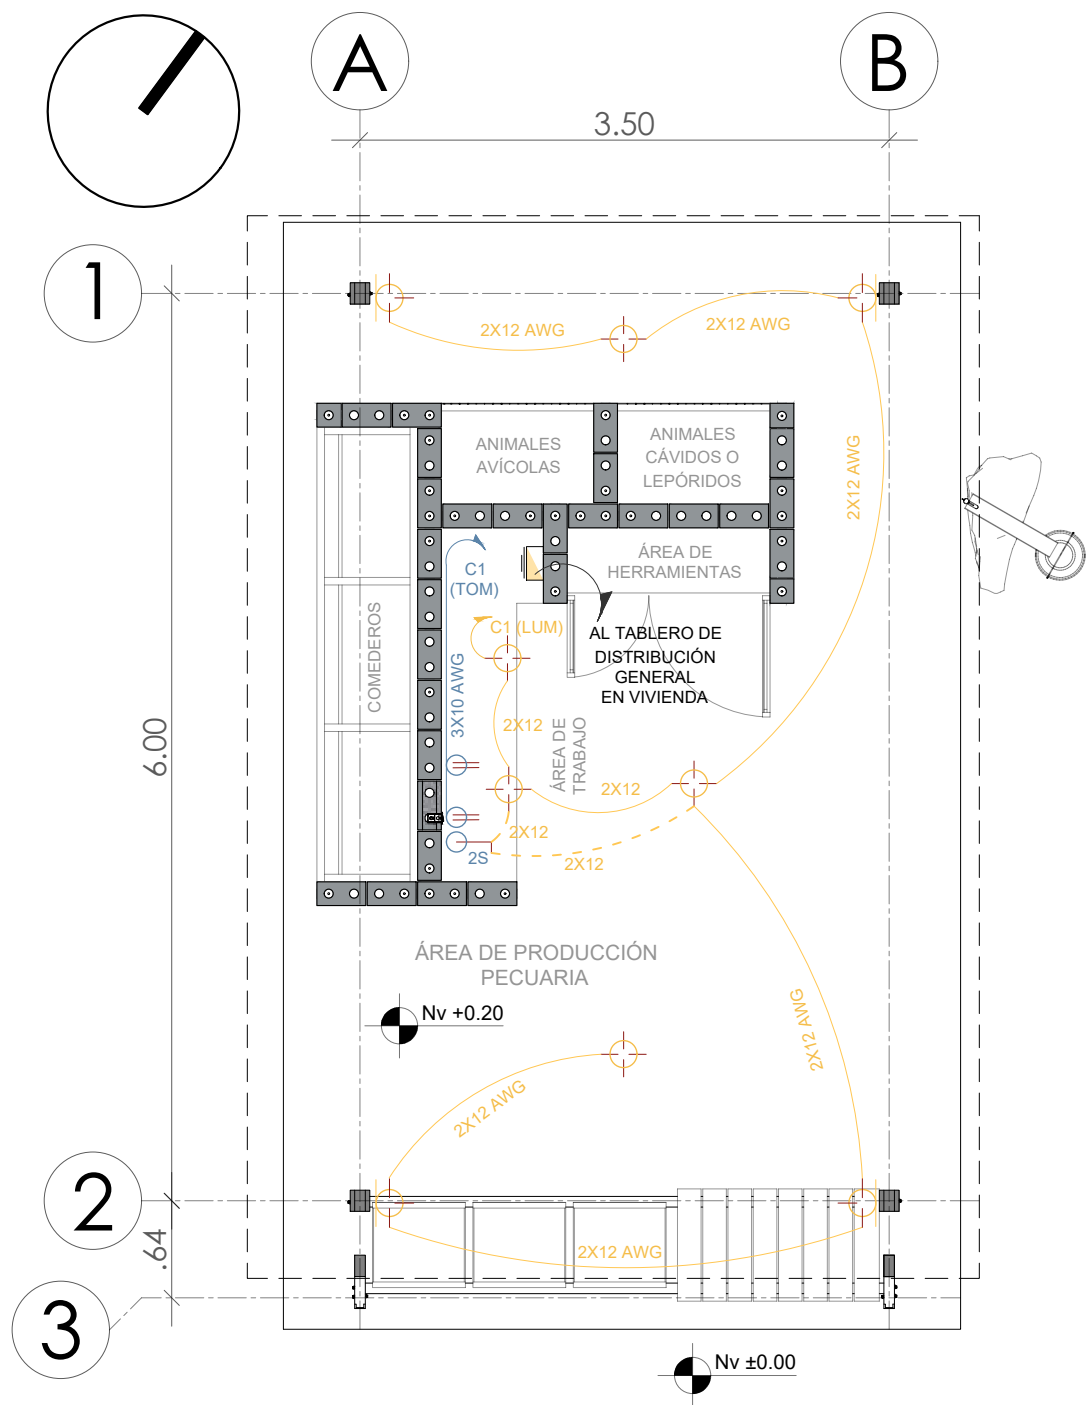 A
B
3.50
1
2X12 AWG
2X12 AWG
ANIMALES
AVÍCOLAS
ANIMALES
CÁVIDOS O
LEPÓRIDOS
2X12 AWG
C1
(TOM)
ÁREA DE
HERRAMIENTAS
COMEDEROS
C1 (LUM)
AL TABLERO DE
DISTRIBUCIÓN
GENERAL
EN VIVIENDA
3X10 AWG
2X12
ÁREA DE
TRABAJO
6.00
2X12
2X12
2S
2X12
ÁREA DE PRODUCCIÓN
PECUARIA
Nv +0.20
2X12 AWG
2X12 AWG
2
.64
2X12 AWG
3
Nv ±0.00